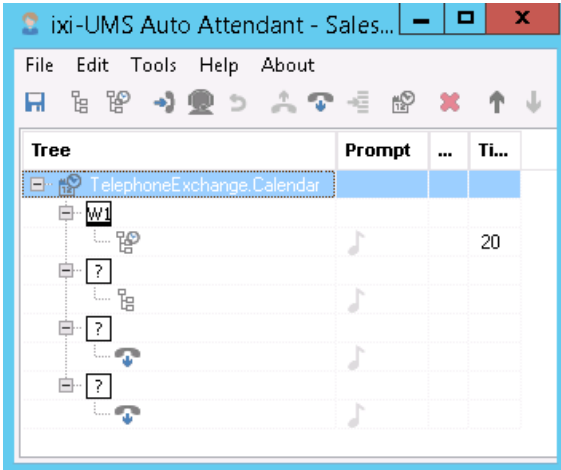 ixi-UMS Auto Attendant - Sales...
File Edit Tools Help About
Tree Prompt ... Ti...
TelephoneExchange.Calendar
W1
20
?
?
?